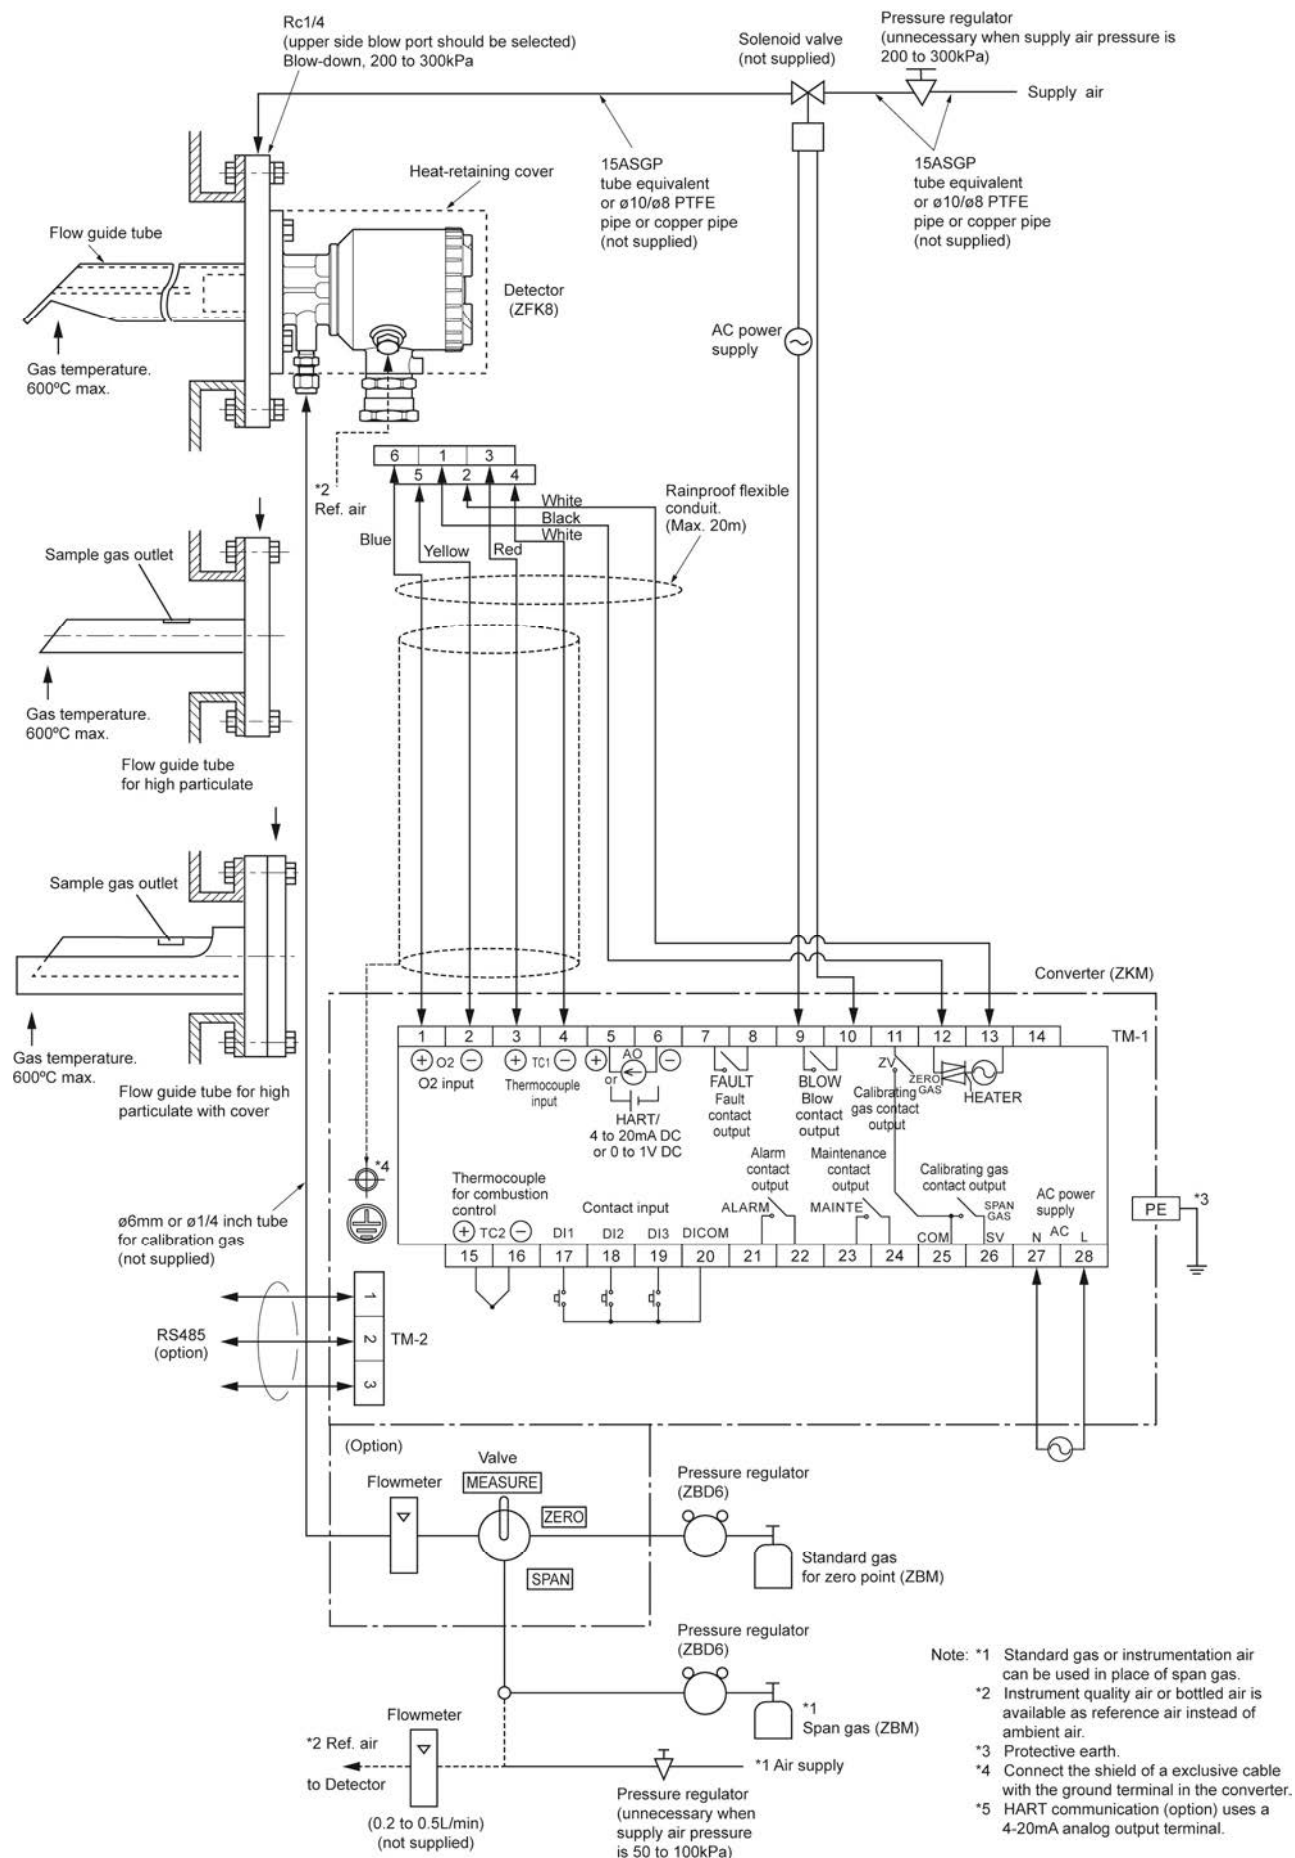 Rc1/4
(upper side blow port should be selected)
Blow-down, 200 to 300kPa
Solenoid valve
(not supplied)
Pressure regulator
(unnecessary when supply air pressure is
200 to 300kPa)
Supply air
15ASGP
tube equivalent
or ø10/ø8 PTFE
pipe or copper pipe
(not supplied)
15ASGP
tube equivalent
or ø10/ø8 PTFE
pipe or copper pipe
(not supplied)
Heat-retaining cover
Flow guide tube
Detector
(ZFK8)
AC power
supply
Gas temperature.
600ºC max.
6 1 3
5 2 4
*2
Ref. air
White
Black
White
Blue
Yellow
Red
Rainproof flexible
conduit.
(Max. 20m)
Sample gas outlet
Gas temperature.
600ºC max.
Flow guide tube
for high particulate
Sample gas outlet
Gas temperature.
600ºC max.
Flow guide tube for high
particulate with cover
Converter (ZKM)
1 2 3 4 5 6 7 8 9 10 11 12 13 14
TM-1
+ O2 −
O2 input
+ TC1 −
Thermocouple
input
+ AO −
or
HART/
4 to 20mA DC
or 0 to 1V DC
FAULT
Fault
contact
output
BLOW
Blow
contact
output
ZV
ZERO
GAS
Calibrating
gas contact
output
HEATER
*4
Thermocouple
for combustion
control
+ TC2 −
Contact input
DI1 DI2 DI3 DICOM
Alarm
contact
output
ALARM
Maintenance
contact
output
MAINTE
Calibrating gas
contact output
SPAN
GAS
COM
SV
AC power
supply
AC
N L
15 16 17 18 19 20 21 22 23 24 25 26 27 28
PE
*3
ø6mm or ø1/4 inch tube
for calibration gas
(not supplied)
RS485
(option)
1
2
3
TM-2
(Option)
Flowmeter
Valve
MEASURE
ZERO
SPAN
Pressure regulator
(ZBD6)
Standard gas
for zero point (ZBM)
Pressure regulator
(ZBD6)
*1
Span gas (ZBM)
Flowmeter
*2 Ref. air
to Detector
(0.2 to 0.5L/min)
(not supplied)
*1 Air supply
Pressure regulator
(unnecessary when
supply air pressure
is 50 to 100kPa)
Note: *1 Standard gas or instrumentation air
can be used in place of span gas.
*2 Instrument quality air or bottled air is
available as reference air instead of
ambient air.
*3 Protective earth.
*4 Connect the shield of a exclusive cable
with the ground terminal in the converter.
*5 HART communication (option) uses a
4-20mA analog output terminal.